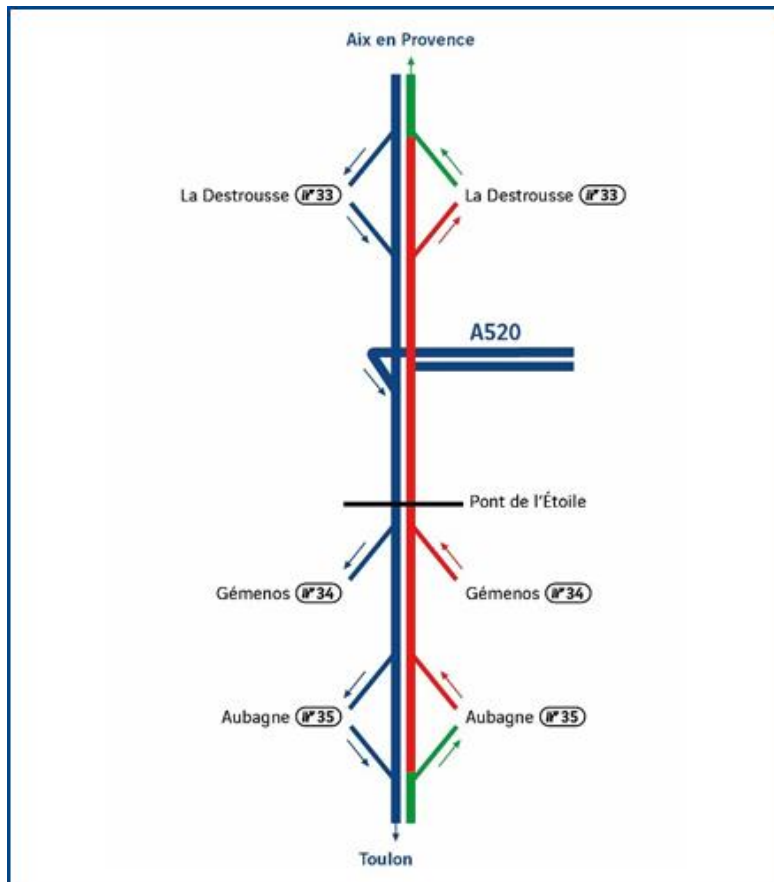 Aix en Provence
La Destrousse 33
La Destrousse 33
A520
Pont de l'Étoile
Gémenos 34
Gémenos 34
Aubagne 35
Aubagne 35
Toulon